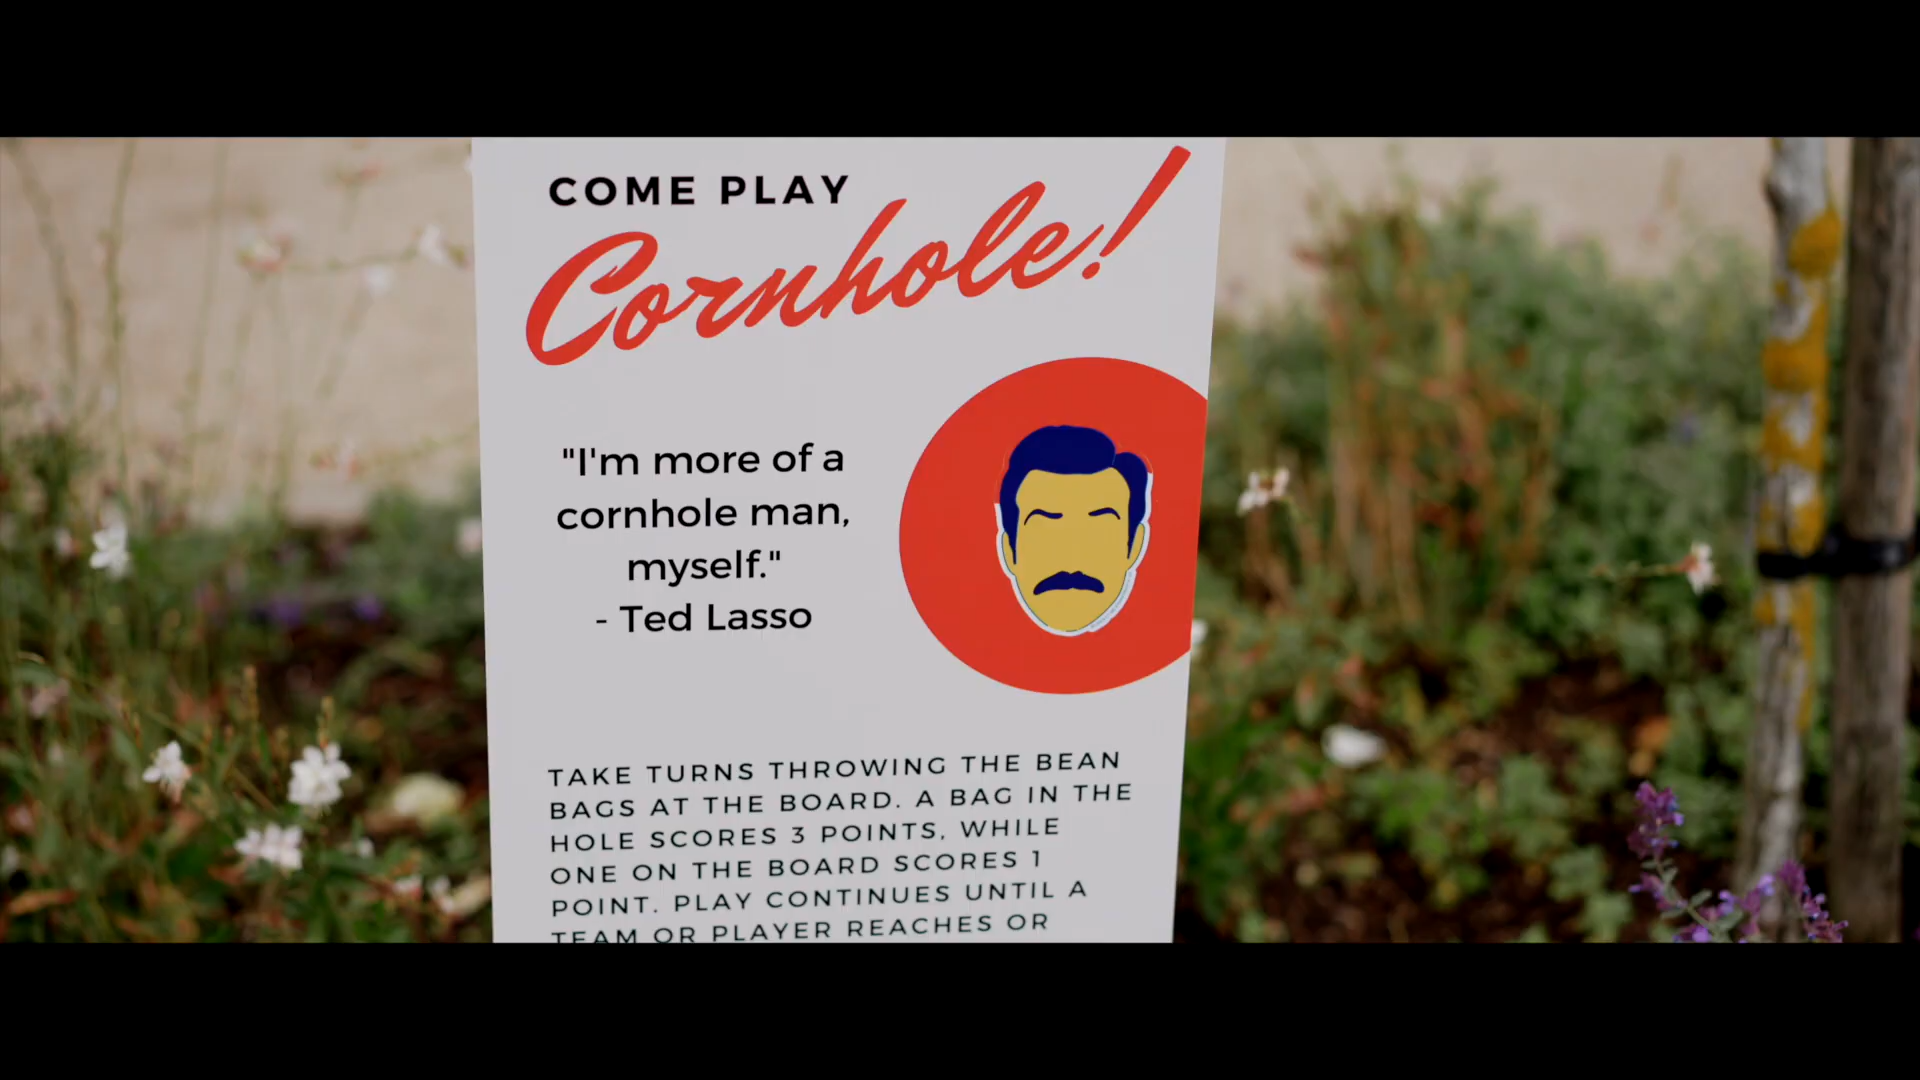 COME PLAY
Cornhole!
"I'm more of a
cornhole man,
myself."
- Ted Lasso
TAKE TURNS THROWING THE BEAN
BAGS AT THE BOARD. A BAG IN THE
HOLE SCORES 3 POINTS, WHILE
ONE ON THE BOARD SCORES 1
POINT. PLAY CONTINUES UNTIL A
TEAM OR PLAYER REACHES OR